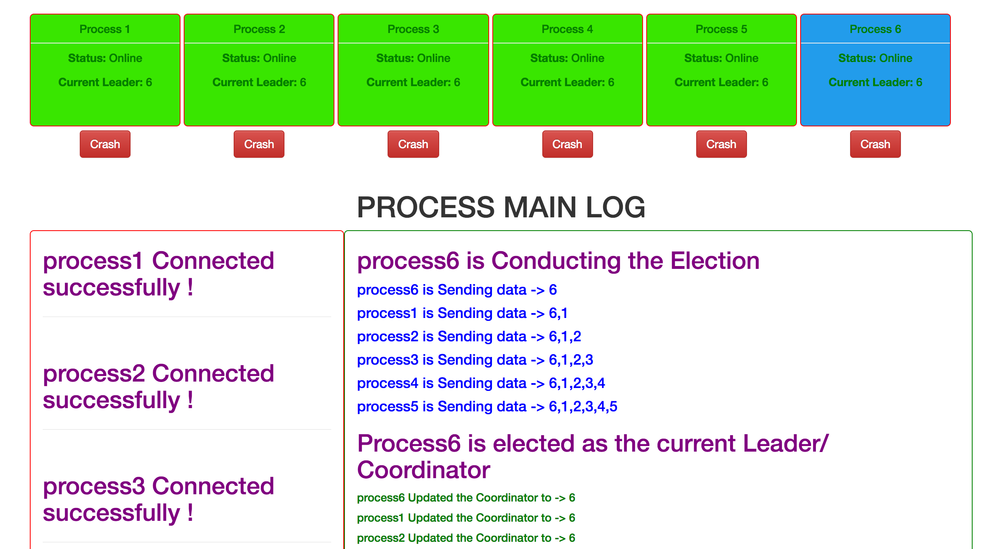 Process 1
Status: Online
Current Leader: 6
Crash
Process 2
Status: Online
Current Leader: 6
Crash
Process 3
Status: Online
Current Leader: 6
Crash
Process 4
Status: Online
Current Leader: 6
Crash
Process 5
Status: Online
Current Leader: 6
Crash
Process 6
Status: Online
Current Leader: 6
Crash
PROCESS MAIN LOG
process1 Connected
successfully !
process2 Connected
successfully !
process3 Connected
successfully !
process6 is Conducting the Election
process6 is Sending data -> 6
process1 is Sending data -> 6,1
process2 is Sending data -> 6,1,2
process3 is Sending data -> 6,1,2,3
process4 is Sending data -> 6,1,2,3,4
process5 is Sending data -> 6,1,2,3,4,5
Process6 is elected as the current Leader/
Coordinator
process6 Updated the Coordinator to -> 6
process1 Updated the Coordinator to -> 6
process2 Updated the Coordinator to -> 6